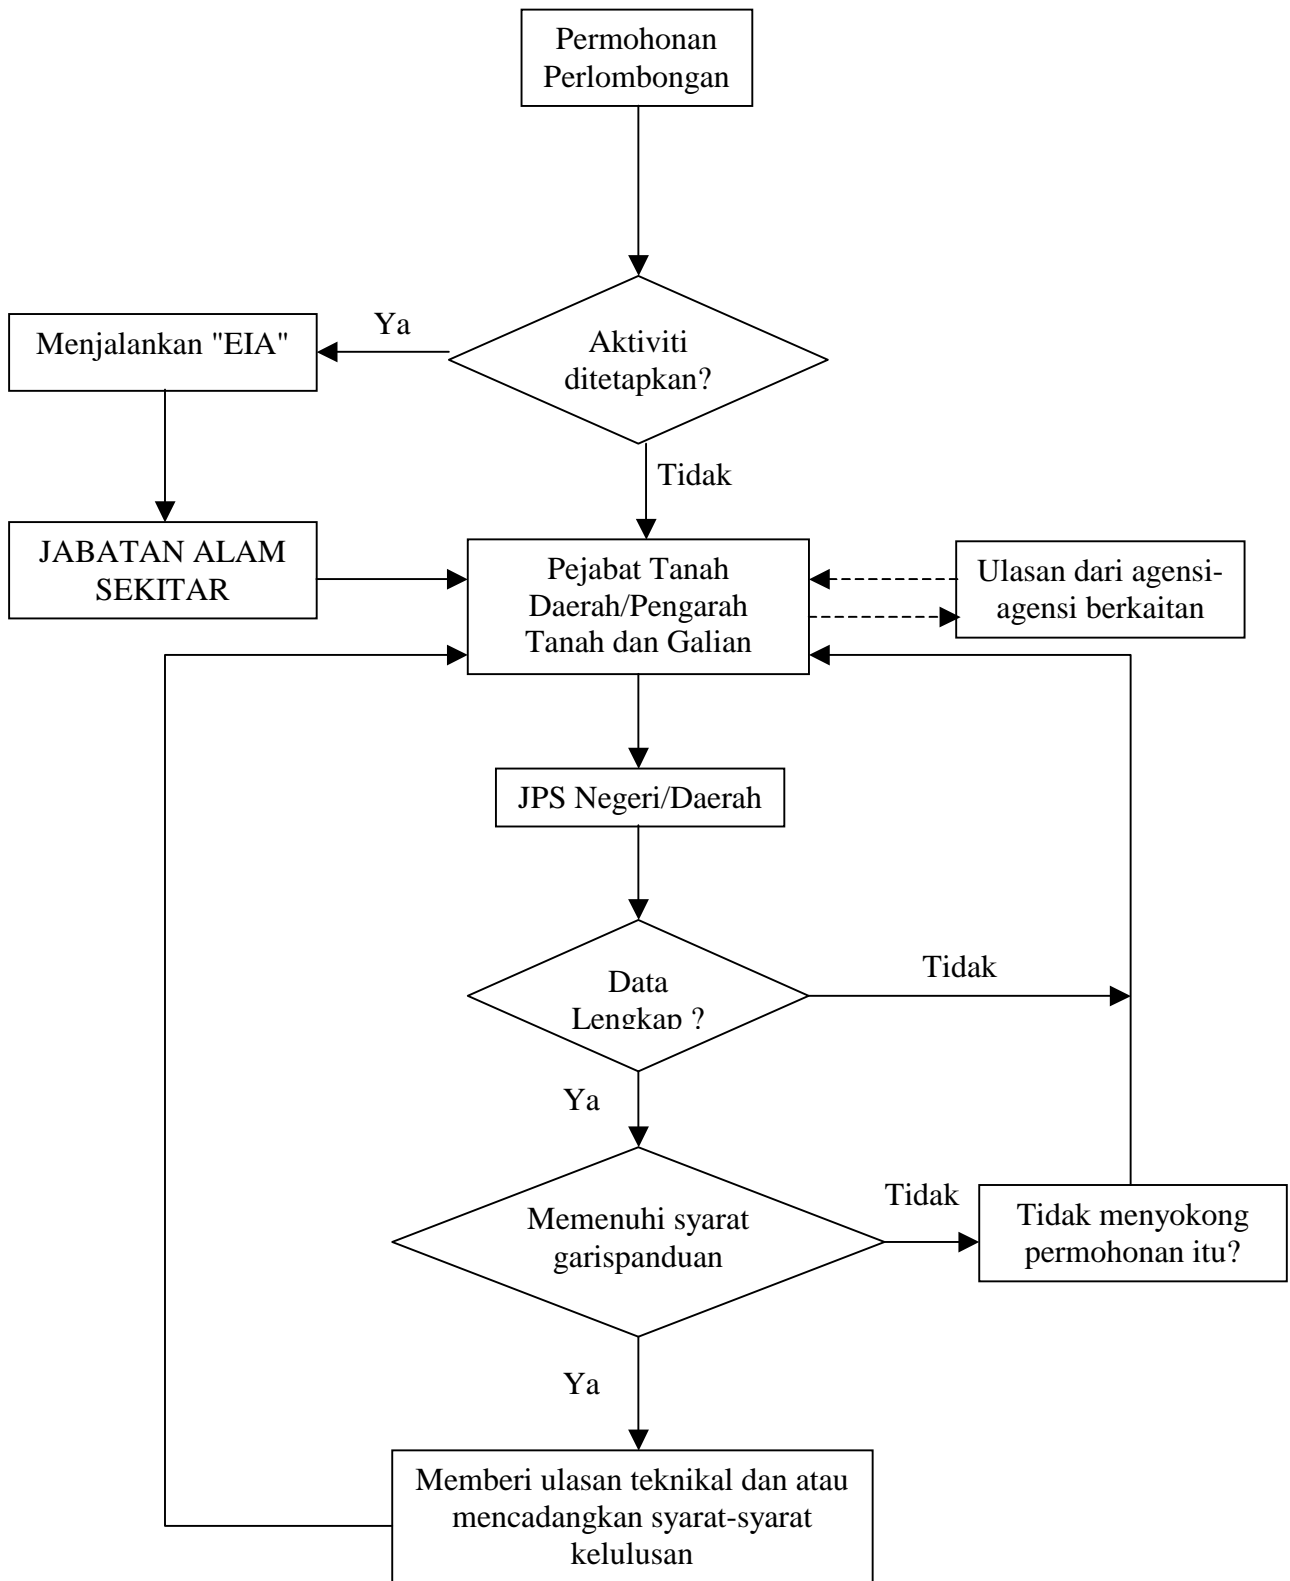 Permohonan
Perlombongan
Ya
Menjalankan "EIA"
Aktiviti
ditetapkan?
Tidak
JABATAN ALAM
SEKITAR
Pejabat Tanah
Daerah/Pengarah
Tanah dan Galian
Ulasan dari agensi-
agensi berkaitan
JPS Negeri/Daerah
Data
Lengkap ?
Tidak
Ya
Memenuhi syarat
garispanduan
Tidak
Tidak menyokong
permohonan itu?
Ya
Memberi ulasan teknikal dan atau
mencadangkan syarat-syarat
kelulusan